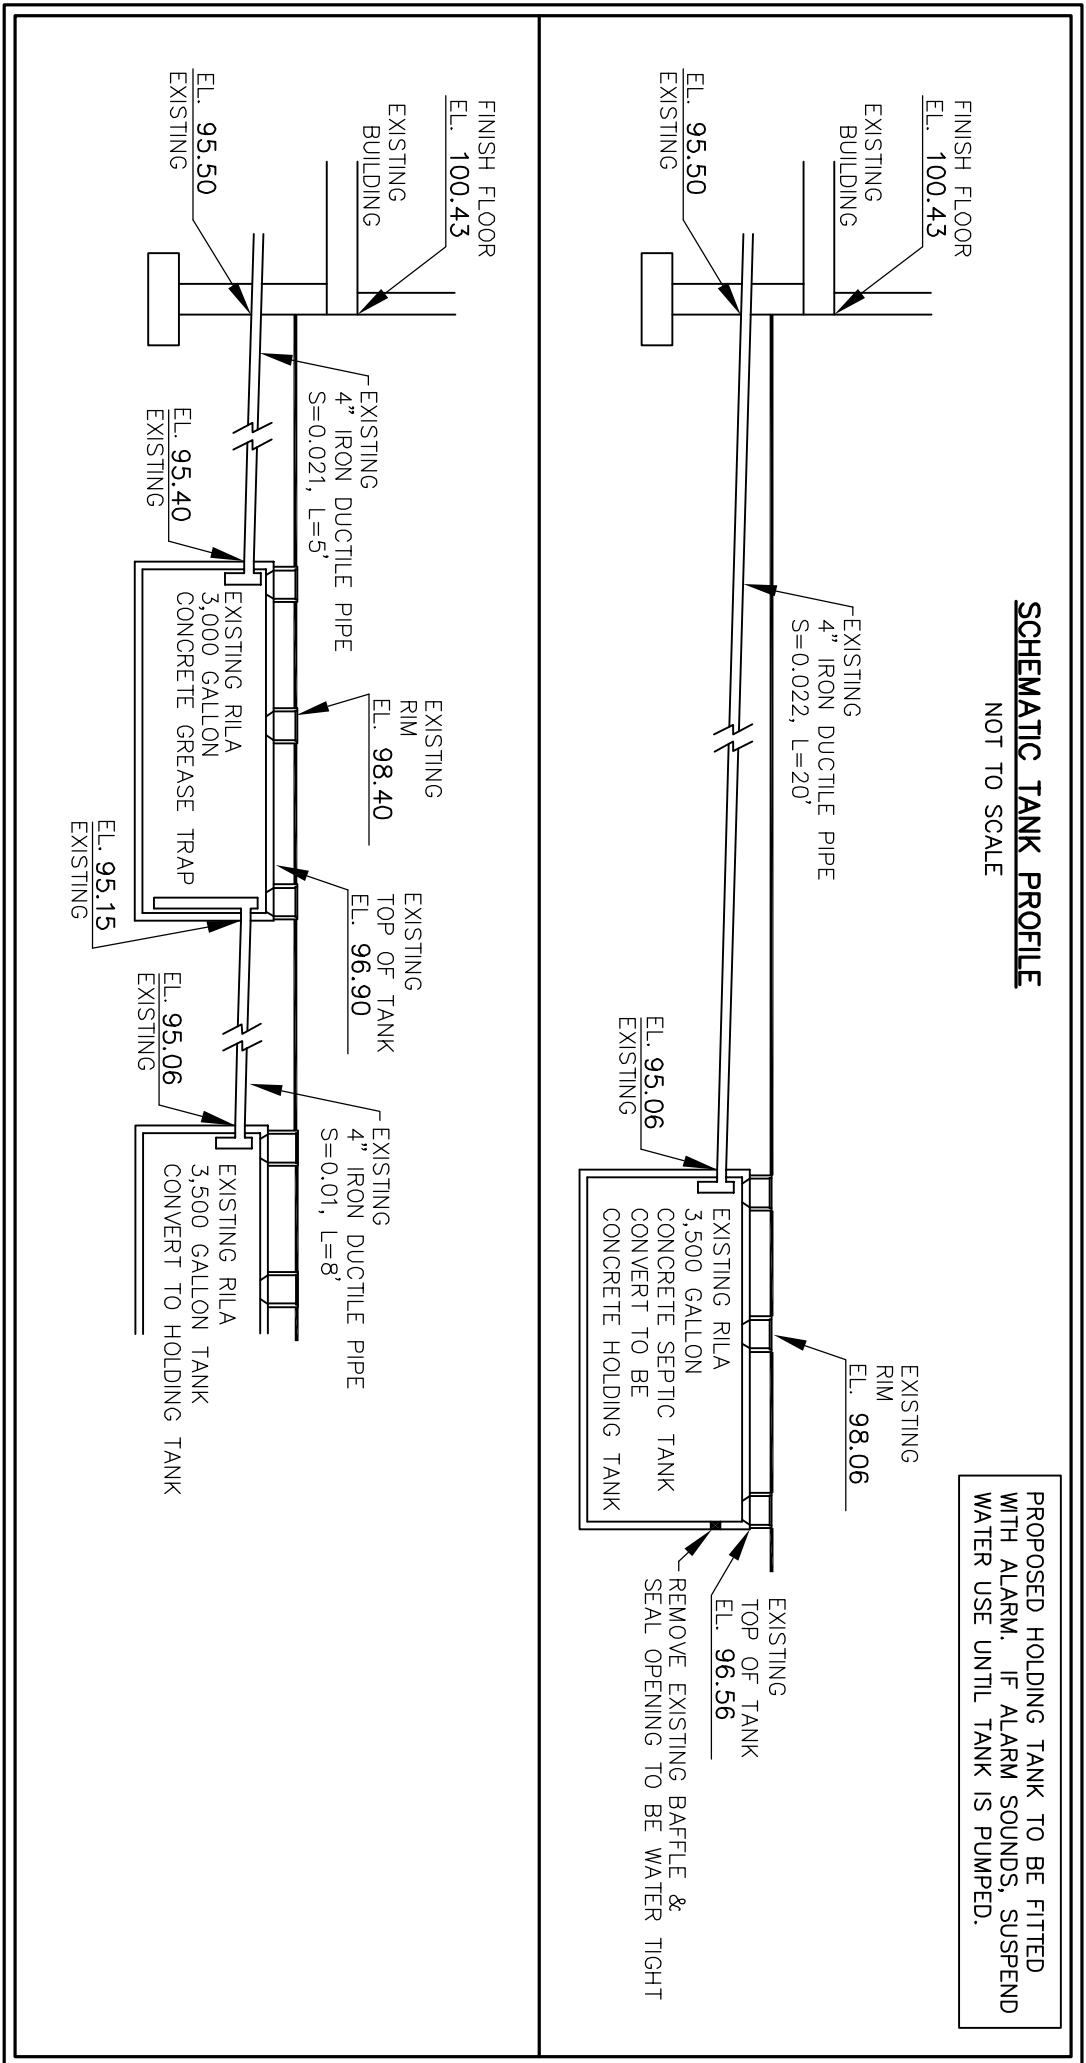 SCHEMATIC TANK PROFILE
NOT TO SCALE
PROPOSED HOLDING TANK TO BE FITTED
WITH ALARM. IF ALARM SOUNDS, SUSPEND
WATER USE UNTIL TANK IS PUMPED.
FINISH FLOOR
EL. 100.43
EXISTING
BUILDING
EL. 95.50
EXISTING
EXISTING
4" IRON DUCTILE PIPE
S=0.022, L=20'
EL. 95.06
EXISTING
EXISTING RILA
3,500 GALLON
CONCRETE SEPTIC TANK
CONVERT TO BE
CONCRETE HOLDING TANK
EXISTING
RIM
EL. 98.06
EXISTING
TOP OF TANK
EL. 96.56
REMOVE EXISTING BAFFLE &
SEAL OPENING TO BE WATER TIGHT
FINISH FLOOR
EL. 100.43
EXISTING
BUILDING
EL. 95.50
EXISTING
EXISTING
4" IRON DUCTILE PIPE
S=0.021, L=5'
EL. 95.40
EXISTING
EXISTING RILA
3,000 GALLON
CONCRETE GREASE TRAP
EXISTING
RIM
EL. 98.40
EXISTING
TOP OF TANK
EL. 96.90
EL. 95.15
EXISTING
EXISTING
4" IRON DUCTILE PIPE
S=0.01, L=8'
EL. 95.06
EXISTING
EXISTING RILA
3,500 GALLON TANK
CONVERT TO HOLDING TANK